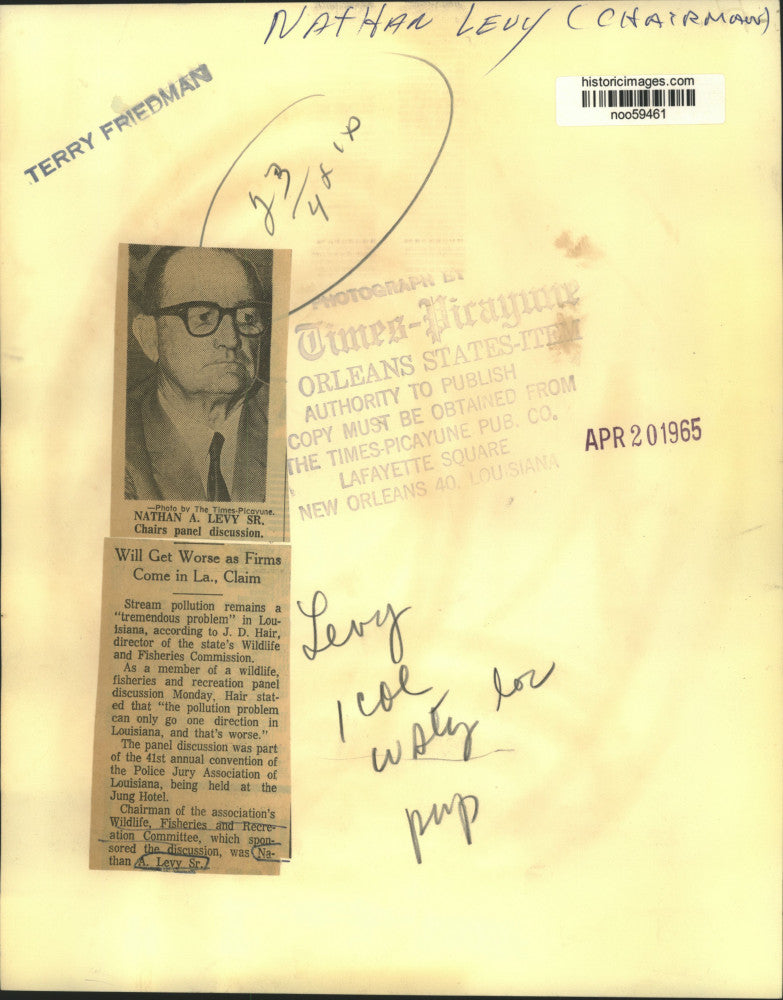 NATHAN LEVY (CHAIRMAN)
historicimages.com
noo59461
TERRY FRIEDMAN
23/4 x 18
PHOTOGRAPH BY
Times-Picayune
ORLEANS STATES-ITEM
AUTHORITY TO PUBLISH
COPY MUST BE OBTAINED FROM
THE TIMES-PICAYUNE PUB. CO.
LAFAYETTE SQUARE
NEW ORLEANS 40, LOUISIANA
APR 20 1965
—Photo by The Times-Picayune.
NATHAN A. LEVY SR.
Chairs panel discussion.
Will Get Worse as Firms
Come in La., Claim
Stream pollution remains a
"tremendous problem" in Lou-
isiana, according to J. D. Hair,
director of the state's Wildlife
and Fisheries Commission.
As a member of a wildlife,
fisheries and recreation panel
discussion Monday, Hair stat-
ed that "the pollution problem
can only go one direction in
Louisiana, and that's worse."
The panel discussion was part
of the 41st annual convention of
the Police Jury Association of
Louisiana, being held at the
Jung Hotel.
Chairman of the association's
Wildlife, Fisheries and Recre-
ation Committee, which spon-
sored the discussion, was Na-
than A. Levy Sr.
Levy
1 col
loc
pup